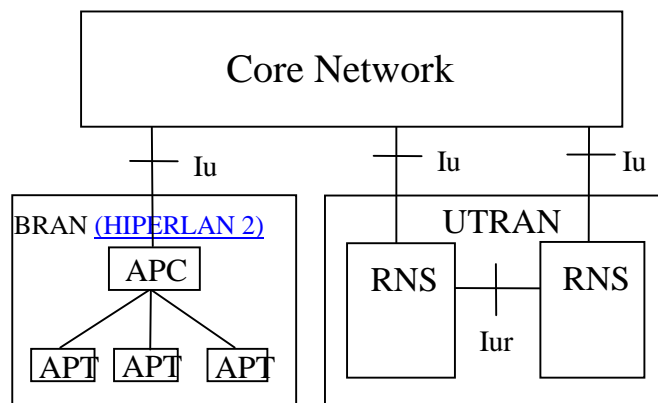 Core Network
Iu
Iu
Iu
BRAN (HIPERLAN 2)
UTRAN
APC
RNS
RNS
Iur
APT
APT
APT